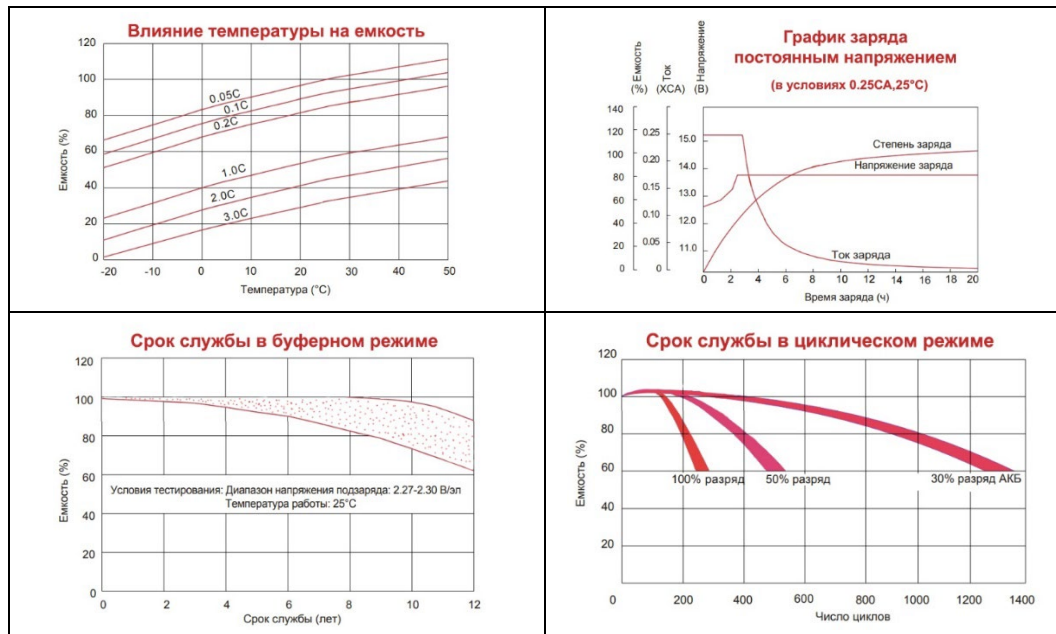 Влияние температуры на емкость
Емкость (%)
120
100
80
60
40
20
0
0.05C
0.1C
0.2C
1.0C
2.0C
3.0C
-20 -10 0 10 20 30 40 50
Температура (°C)
График заряда
постоянным напряжением
(в условиях 0.25CA,25°C)
Емкость (%)
Ток (XCA)
Напряжение (В)
140
120 0.25 15.0
100 0.20 14.0
80 0.15 13.0
60
40 0.10 12.0
20 0.05 11.0
0 0
Степень заряда
Напряжение заряда
Ток заряда
0 2 4 6 8 10 12 14 16 18 20
Время заряда (ч)
Срок службы в буферном режиме
Емкость (%)
120
100
80
60
40
20
0
Условия тестирования: Диапазон напряжения подзаряда: 2.27-2.30 В/эл
Температура работы: 25°C
0 2 4 6 8 10 12
Срок службы (лет)
Срок службы в циклическом режиме
Емкость (%)
120
100
80
60
40
20
100% разряд
50% разряд
30% разряд АКБ
0 200 400 600 800 1000 1200 1400
Число циклов